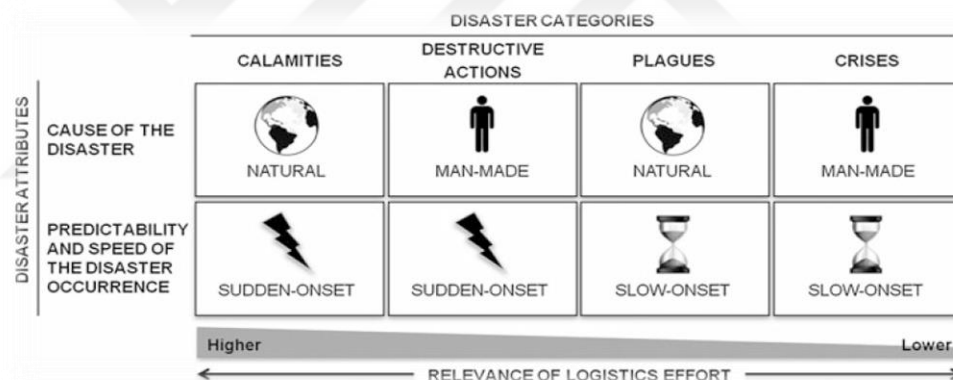 DISASTER CATEGORIES
CALAMITIES
DESTRUCTIVE
ACTIONS
PLAGUES
CRISES
DISASTER ATTRIBUTES
CAUSE OF THE
DISASTER
NATURAL
MAN-MADE
NATURAL
MAN-MADE
PREDICTABILITY
AND SPEED OF
THE DISASTER
OCCURRENCE
SUDDEN-ONSET
SUDDEN-ONSET
SLOW-ONSET
SLOW-ONSET
Higher
Lower
RELEVANCE OF LOGISTICS EFFORT